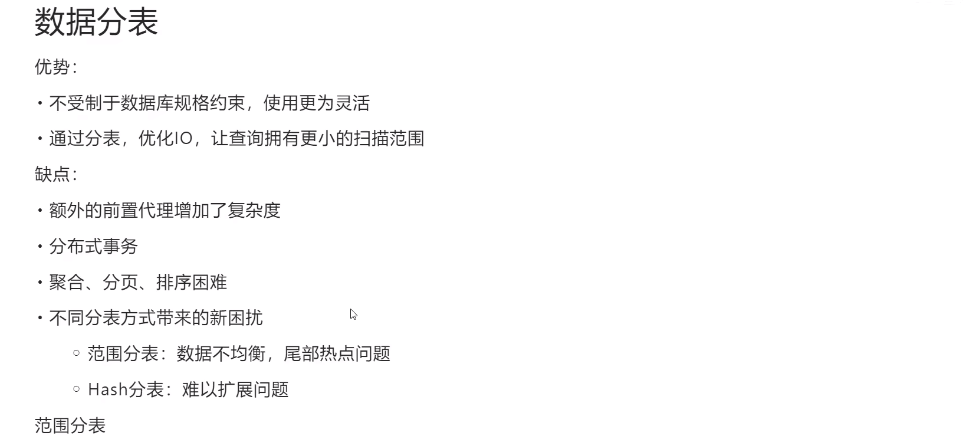 数据分表
优势：
• 不受制于数据库规格约束，使用更为灵活
• 通过分表，优化IO，让查询拥有更小的扫描范围
缺点：
• 额外的前置代理增加了复杂度
• 分布式事务
• 聚合、分页、排序困难
• 不同分表方式带来的新困扰
○ 范围分表：数据不均衡，尾部热点问题
○ Hash分表：难以扩展问题
范围分表